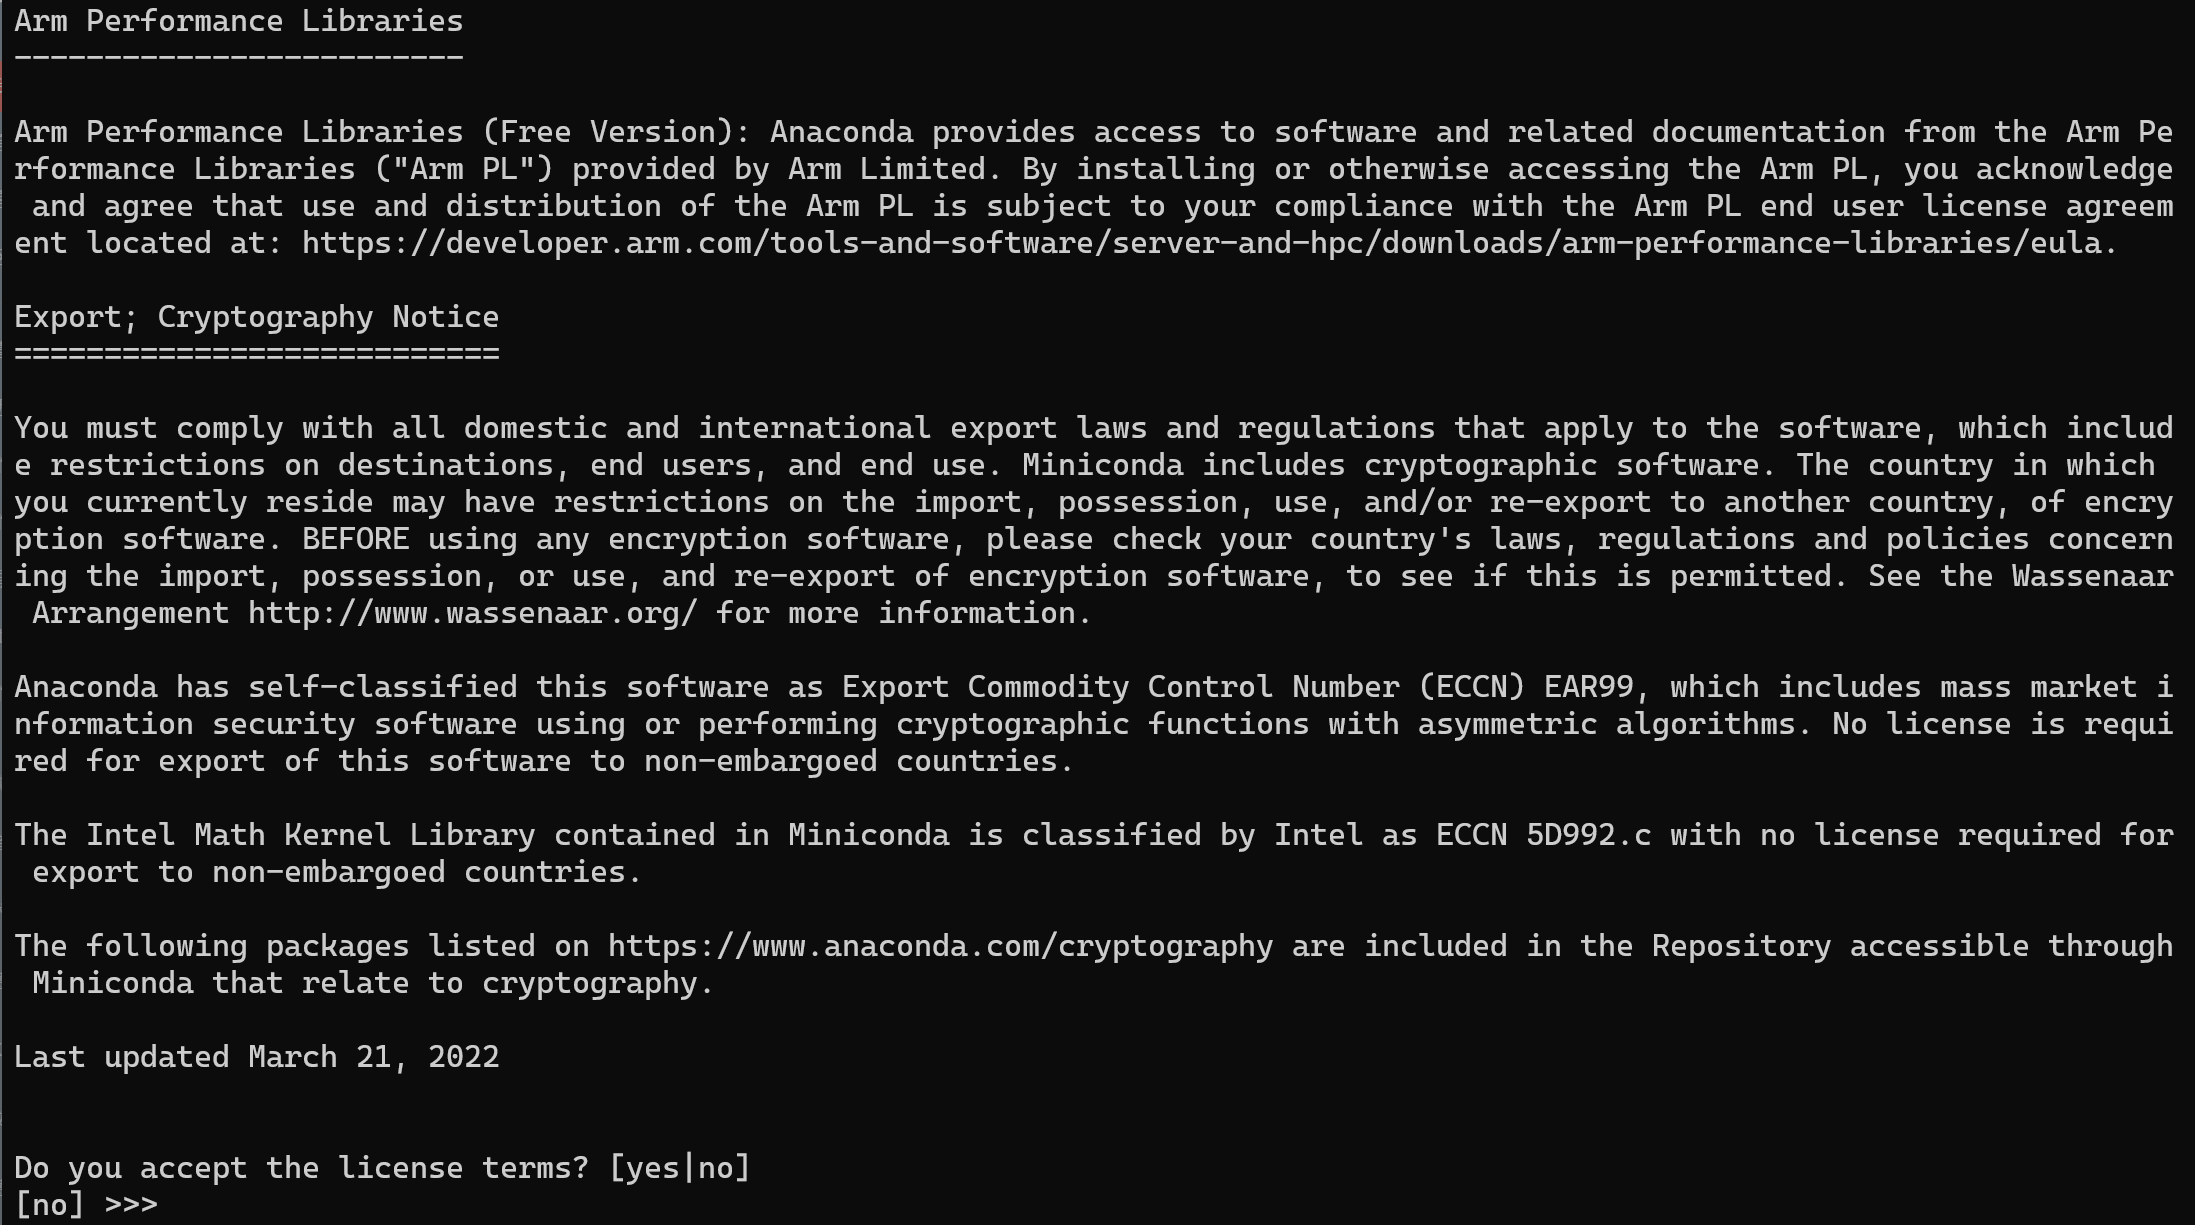 Arm Performance Libraries
-------------------------

Arm Performance Libraries (Free Version): Anaconda provides access to software and related documentation from the Arm Pe
rformance Libraries ("Arm PL") provided by Arm Limited. By installing or otherwise accessing the Arm PL, you acknowledge
 and agree that use and distribution of the Arm PL is subject to your compliance with the Arm PL end user license agreem
ent located at: https://developer.arm.com/tools-and-software/server-and-hpc/downloads/arm-performance-libraries/eula.

Export; Cryptography Notice
===========================

You must comply with all domestic and international export laws and regulations that apply to the software, which includ
e restrictions on destinations, end users, and end use. Miniconda includes cryptographic software. The country in which
you currently reside may have restrictions on the import, possession, use, and/or re-export to another country, of encry
ption software. BEFORE using any encryption software, please check your country's laws, regulations and policies concern
ing the import, possession, or use, and re-export of encryption software, to see if this is permitted. See the Wassenaar
 Arrangement http://www.wassenaar.org/ for more information.

Anaconda has self-classified this software as Export Commodity Control Number (ECCN) EAR99, which includes mass market i
nformation security software using or performing cryptographic functions with asymmetric algorithms. No license is requi
red for export of this software to non-embargoed countries.

The Intel Math Kernel Library contained in Miniconda is classified by Intel as ECCN 5D992.c with no license required for
 export to non-embargoed countries.

The following packages listed on https://www.anaconda.com/cryptography are included in the Repository accessible through
 Miniconda that relate to cryptography.

Last updated March 21, 2022


Do you accept the license terms? [yes|no]
[no] >>>